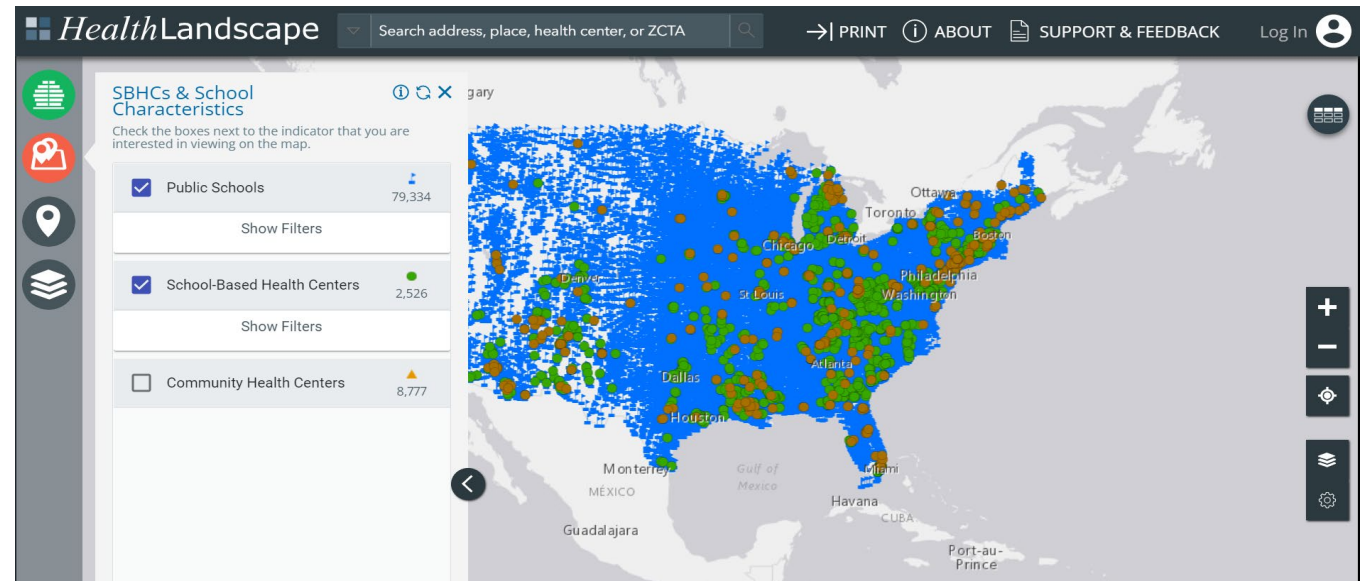 HealthLandscape
Search address, place, health center, or ZCTA
PRINT
ABOUT
SUPPORT & FEEDBACK
Log In
SBHCs & School
Characteristics
Check the boxes next to the indicator that you are
interested in viewing on the map.
Public Schools
79,334
Show Filters
School-Based Health Centers
2,526
Show Filters
Community Health Centers
8,777
gary
Ottawa
Toronto
Boston
Chicago
Detroit
Philadelphia
Denver
St Louis
Washington
Atlanta
Dallas
Houston
Monterrey
Gulf of
Mexico
Miami
MÉXICO
Havana
CUBA
Guadalajara
Port-au-
Prince